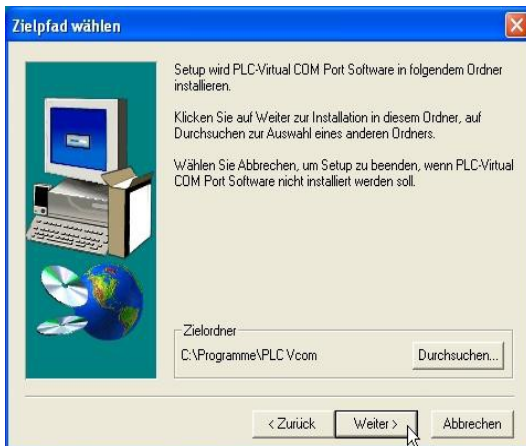 Zielpfad wählen
Setup wird PLC-Virtual COM Port Software in folgendem Ordner
installieren.
Klicken Sie auf Weiter zur Installation in diesem Ordner, auf
Durchsuchen zur Auswahl eines anderen Ordners.
Wählen Sie Abbrechen, um Setup zu beenden, wenn PLC-Virtual
COM Port Software nicht installiert werden soll.
Zielordner
C:\Programme\PLC Vcom
Durchsuchen...
< Zurück
Weiter >
Abbrechen